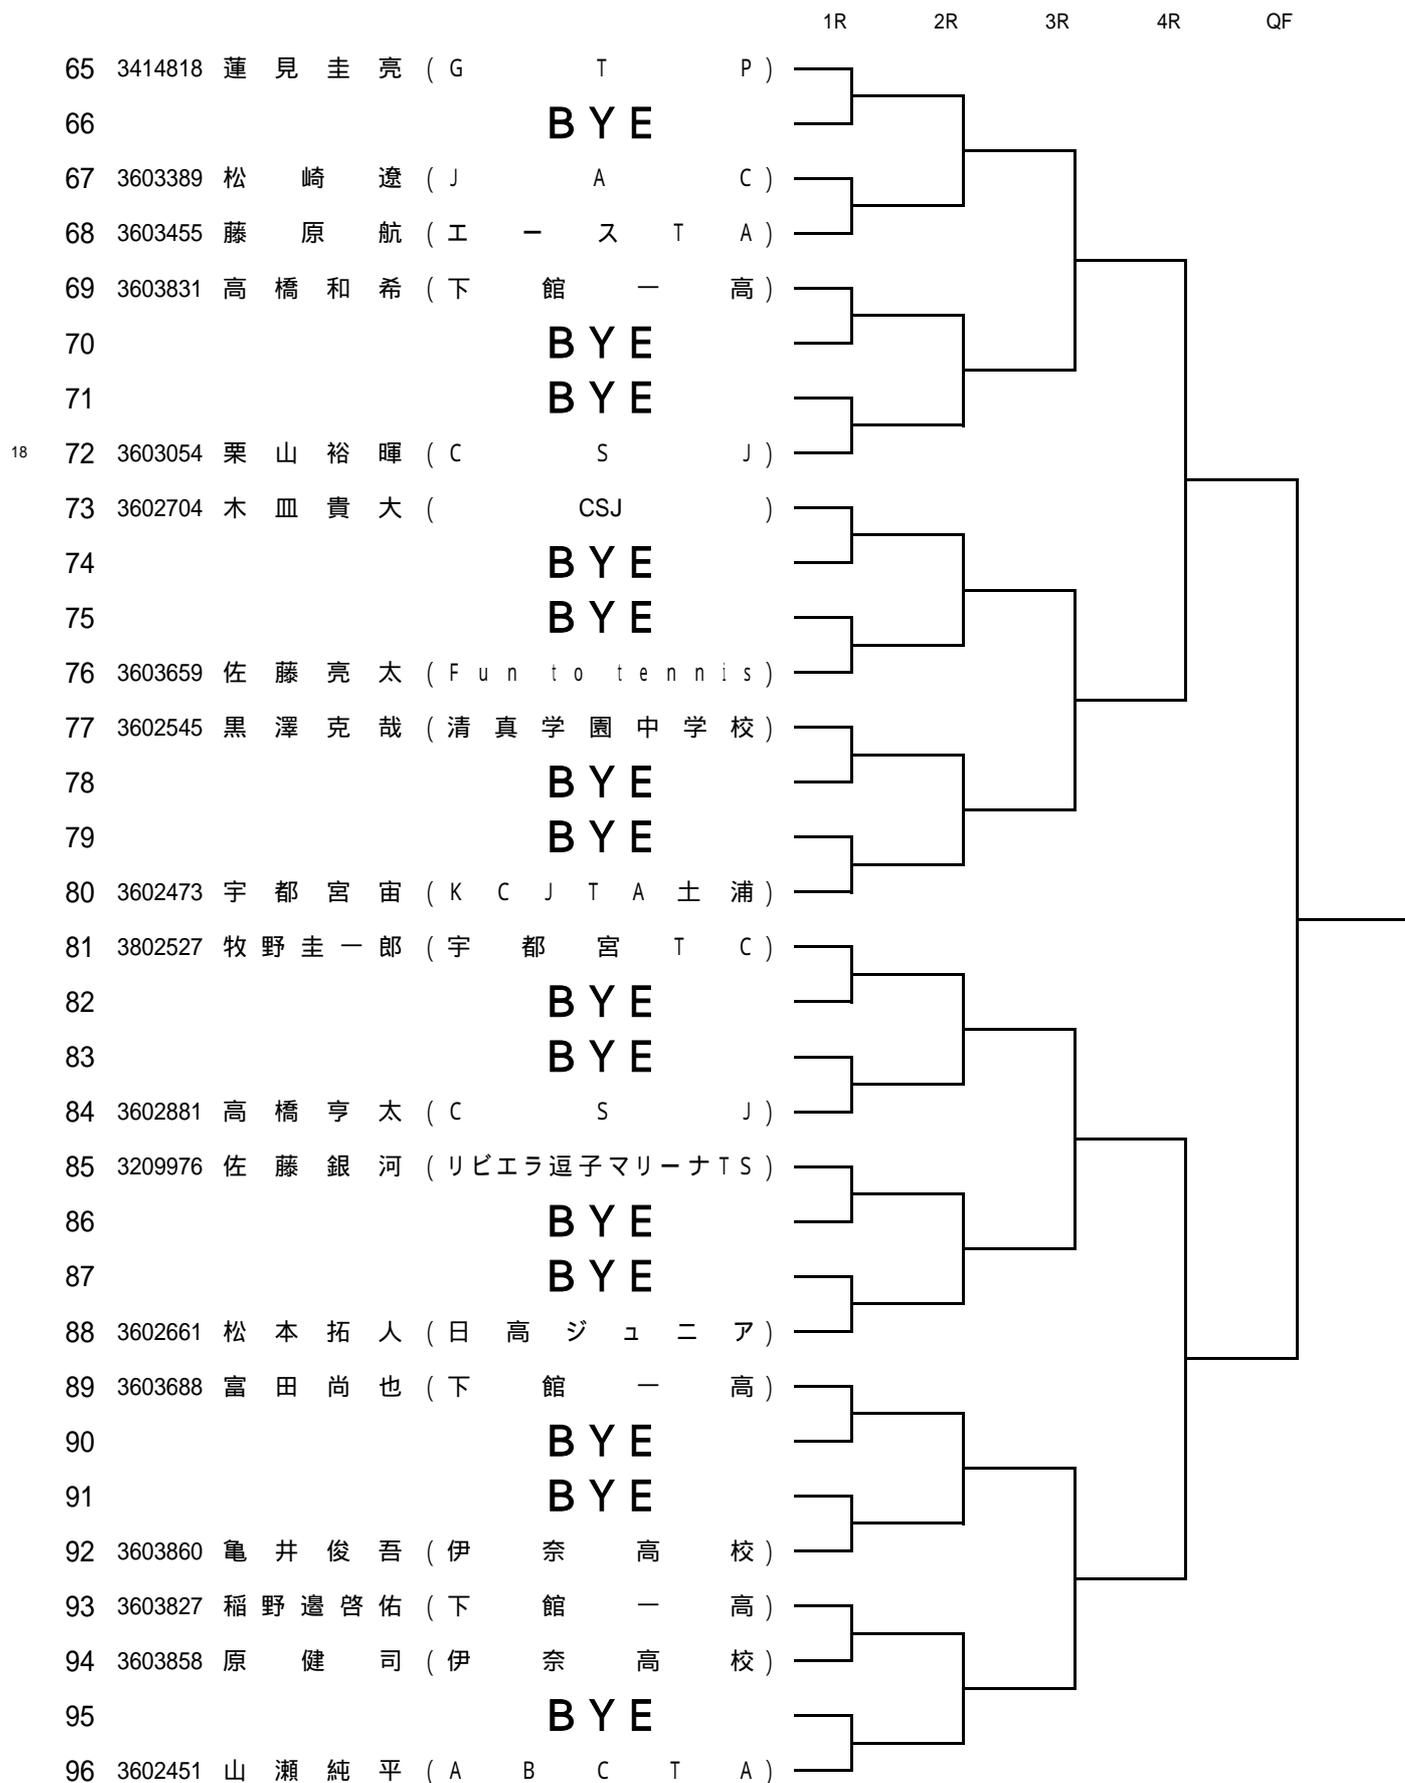 1R 2R 3R 4R QF
65 3414818 蓮見圭亮 (GTP)
66 BYE
67 3603389 松崎遼 (JAC)
68 3603455 藤原航 (エースTA)
69 3603831 高橋和希 (下館一高)
70 BYE
71 BYE
18 72 3603054 栗山裕暉 (CSJ)
73 3602704 木皿貴大 (CSJ)
74 BYE
75 BYE
76 3603659 佐藤亮太 (Fun to tennis)
77 3602545 黒澤克哉 (清真学園中学校)
78 BYE
79 BYE
80 3602473 宇都宮宙 (KCJTA土浦)
81 3802527 牧野圭一郎 (宇都宮TC)
82 BYE
83 BYE
84 3602881 高橋亨太 (CSJ)
85 3209976 佐藤銀河 (リビエラ逗子マリーナTS)
86 BYE
87 BYE
88 3602661 松本拓人 (日高ジュニア)
89 3603688 富田尚也 (下館一高)
90 BYE
91 BYE
92 3603860 亀井俊吾 (伊奈高校)
93 3603827 稲野邉啓佑 (下館一高)
94 3603858 原健司 (伊奈高校)
95 BYE
96 3602451 山瀬純平 (ABCTA)